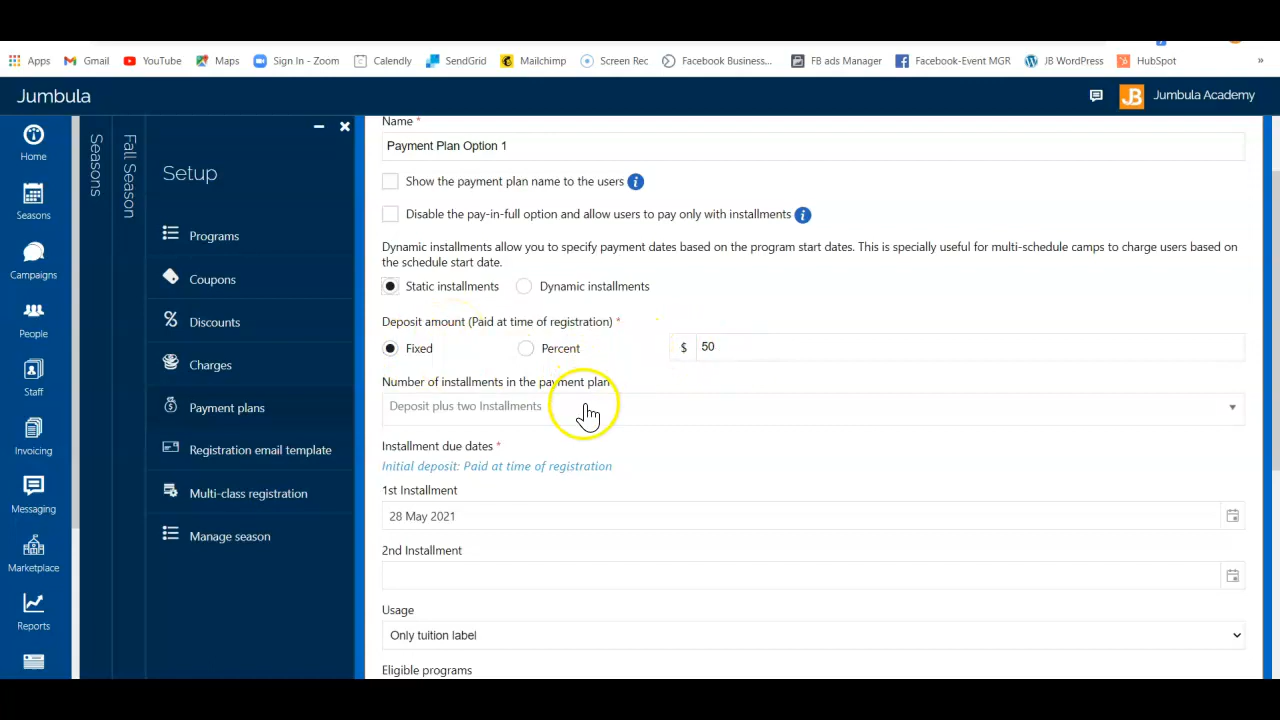 Apps Gmail YouTube Maps Sign In - Zoom Calendly SendGrid Mailchimp Screen Rec Facebook Business... FB ads Manager Facebook-Event MGR JB WordPress HubSpot »
Jumbula
JB Jumbula Academy
Home
Seasons
Campaigns
People
Staff
Invoicing
Messaging
Marketplace
Reports
Seasons
Fall Season
Setup
Programs
Coupons
Discounts
Charges
Payment plans
Registration email template
Multi-class registration
Manage season
Name *
Payment Plan Option 1
Show the payment plan name to the users
Disable the pay-in-full option and allow users to pay only with installments
Dynamic installments allow you to specify payment dates based on the program start dates. This is specially useful for multi-schedule camps to charge users based on
the schedule start date.
Static installments Dynamic installments
Deposit amount (Paid at time of registration) *
Fixed Percent $ 50
Number of installments in the payment plan
Deposit plus two Installments
Installment due dates *
Initial deposit: Paid at time of registration
1st Installment
28 May 2021
2nd Installment
Usage
Only tuition label
Eligible programs